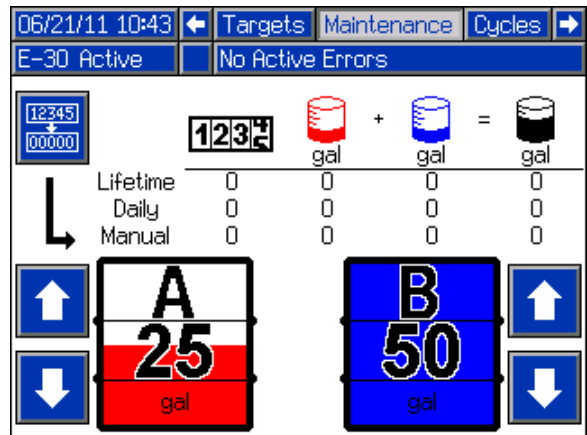 06/21/11 10:43 Targets Maintenance Cycles
E-30 Active No Active Errors
12345
00000
123
+ =
gal gal gal
Lifetime 0 0 0 0
Daily 0 0 0 0
Manual 0 0 0 0
A B
25 50
gal gal